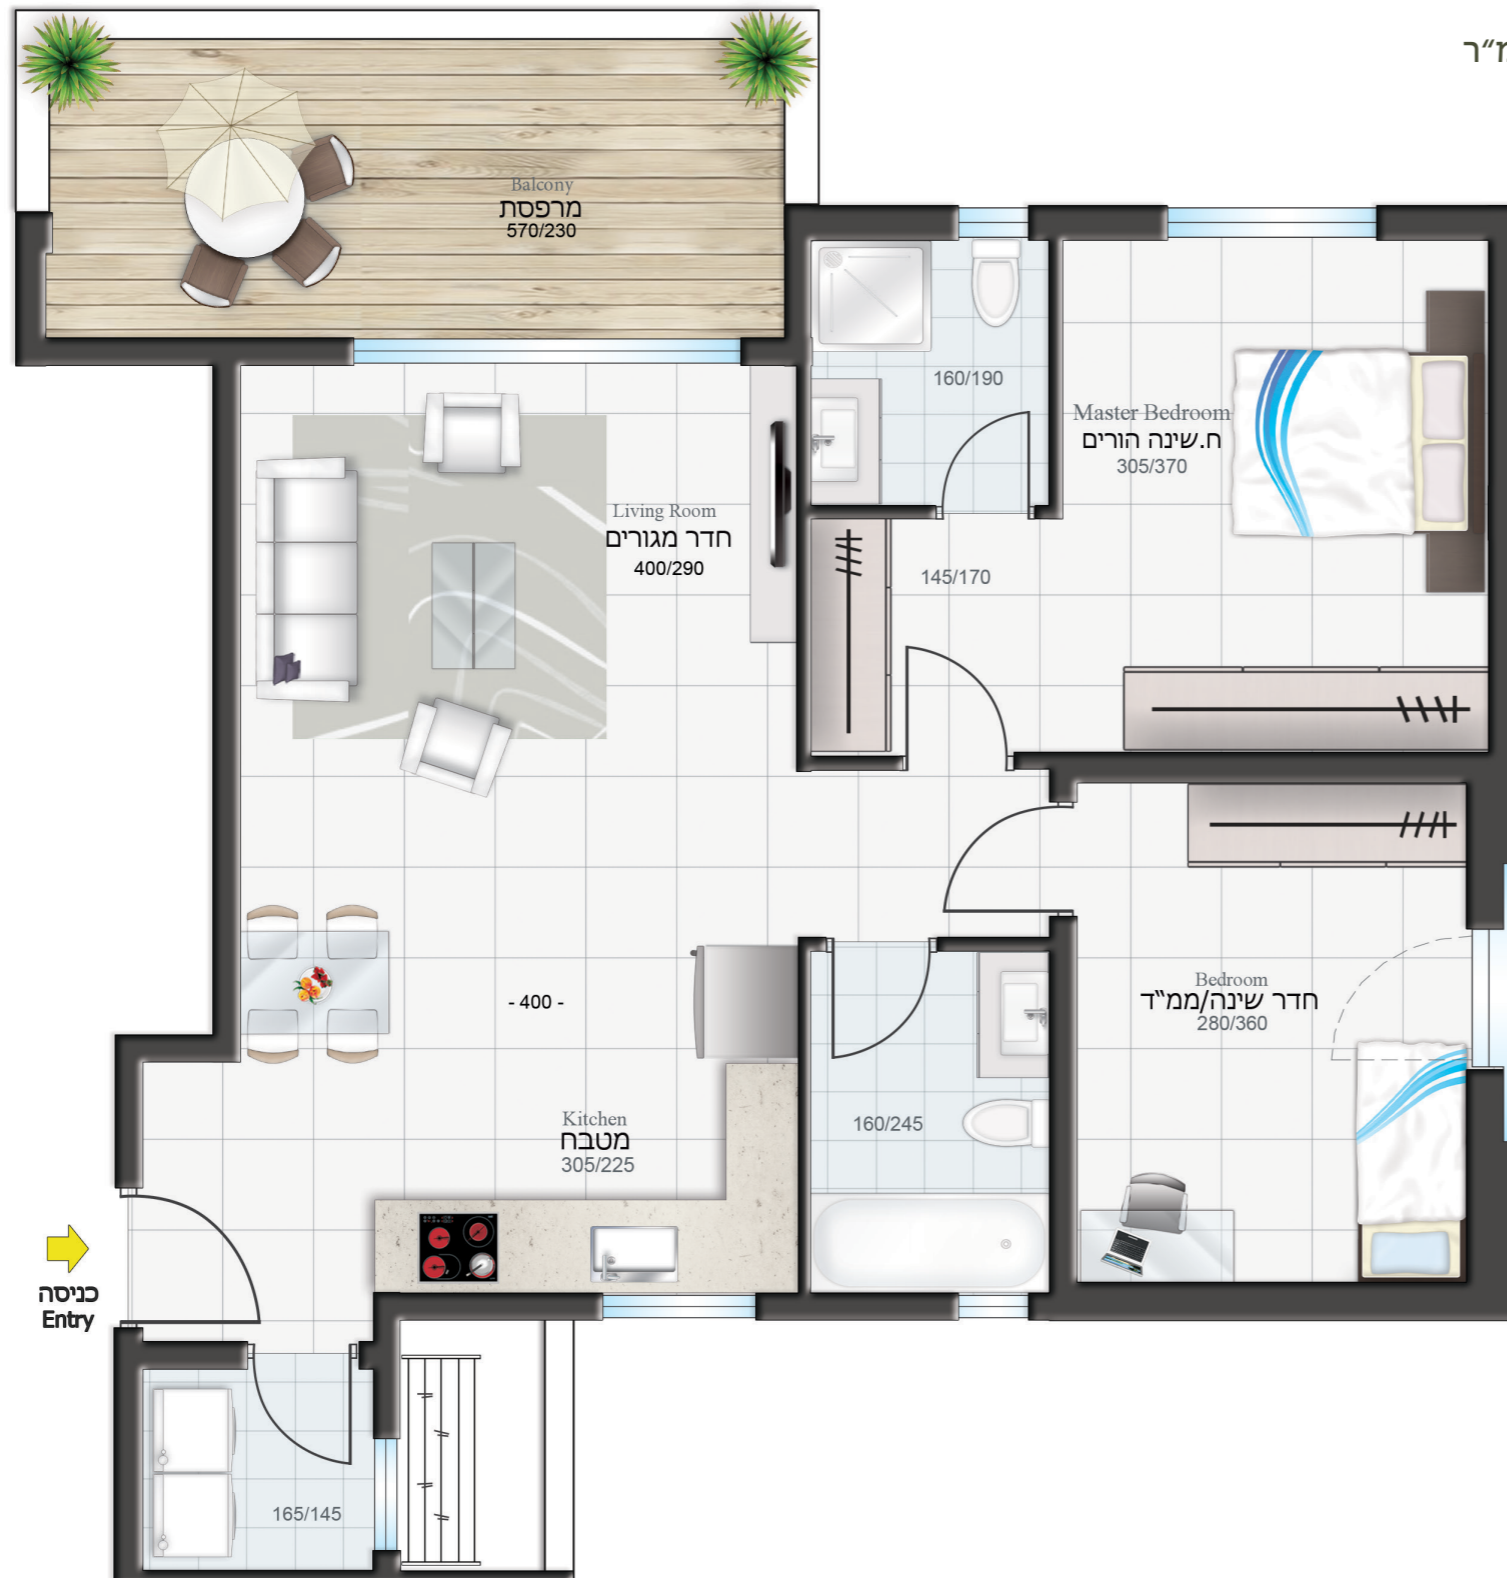 מ״ר
Balcony
מרפסת
570/230
160/190
Master Bedroom
ח.שינה הורים
305/370
Living Room
חדר מגורים
400/290
145/170
Bedroom
חדר שינה/ממ״ד
280/360
- 400 -
Kitchen
מטבח
305/225
160/245
כניסה
Entry
165/145